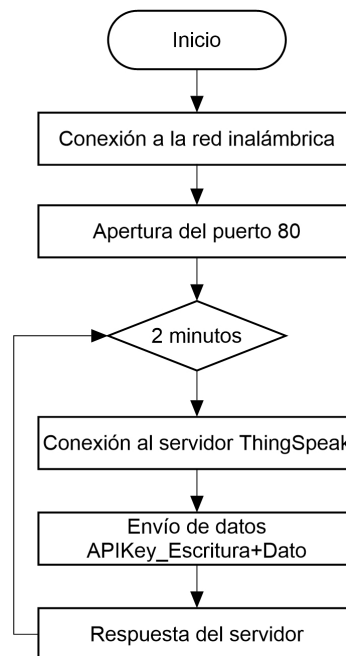 Inicio
Conexión a la red inalámbrica
Apertura del puerto 80
2 minutos
Conexión al servidor ThingSpeak
Envío de datos
APIKey_Escritura+Dato
Respuesta del servidor